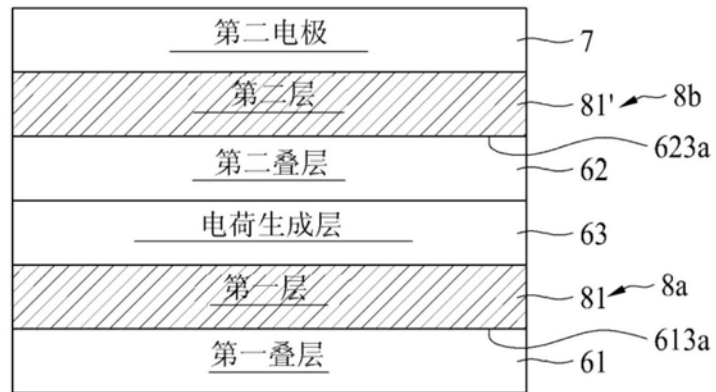 第二电极 7
第二层 81' 8b
623a
第二叠层 62
电荷生成层 63
第一层 81 8a
613a
第一叠层 61